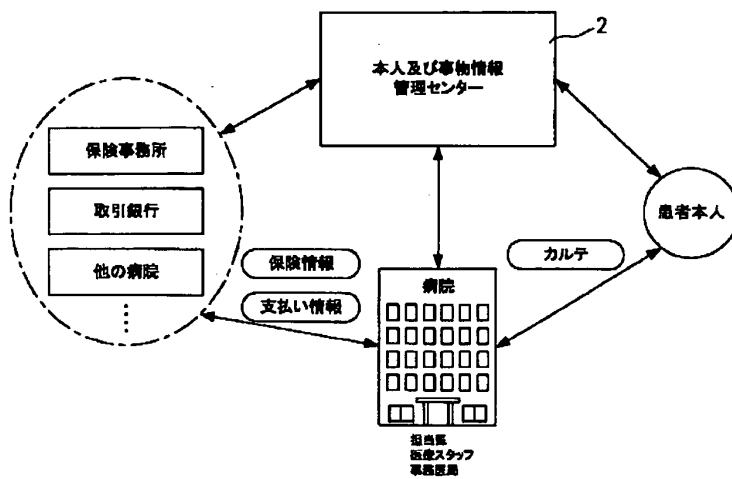 2
本人及び事物情報
管理センター
保険事務所
取引銀行
他の病院
患者本人
保険情報
支払い情報
カルテ
病院
担当医
医療スタッフ
事務医局